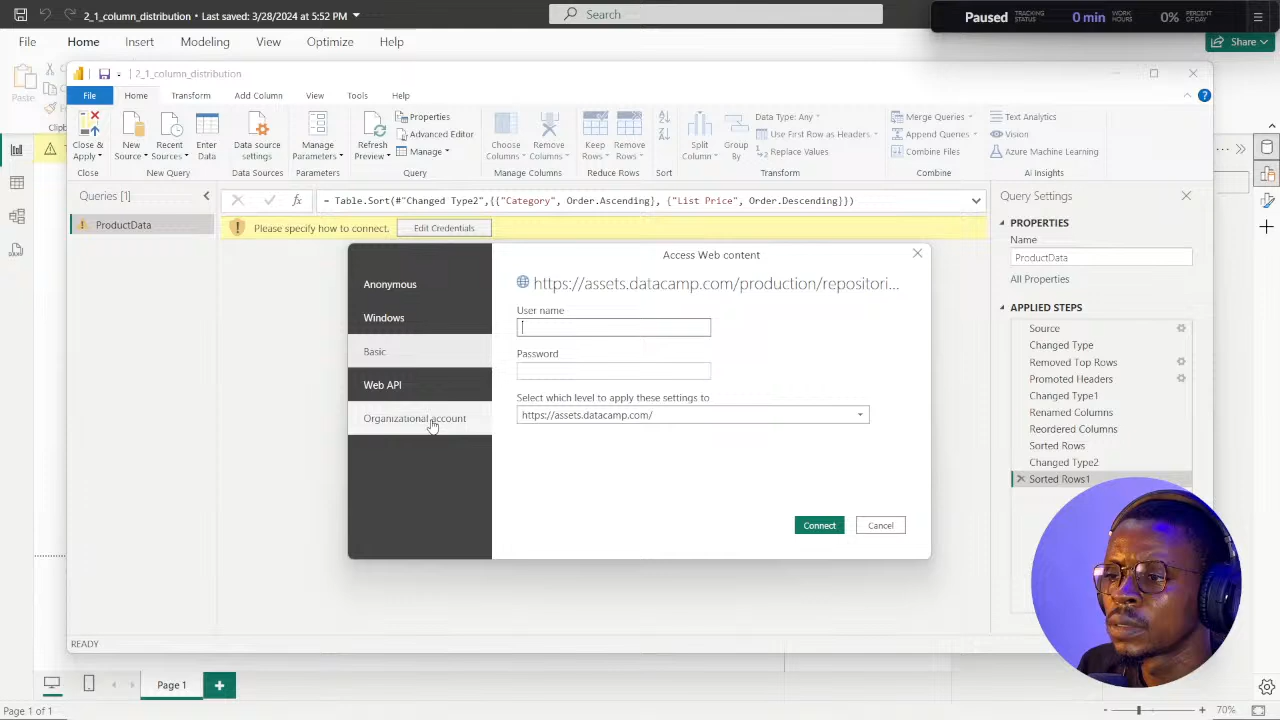 2_1_column_distribution • Last saved: 3/28/2024 at 5:52 PM
Search
Paused TRACKING STATUS 0 min WORK HOURS 0% PERCENT OF DAY
File Home Insert Modeling View Optimize Help
Share
Paste
2_1_column_distribution
File Home Transform Add Column View Tools Help
Close & Apply
New Source
Recent Sources
Enter Data
Data source settings
Manage Parameters
Refresh Preview
Properties
Advanced Editor
Manage
Choose Columns
Remove Columns
Keep Rows
Remove Rows
Split Column
Group By
Data Type: Any
Use First Row as Headers
Replace Values
Merge Queries
Append Queries
Combine Files
Text Analytics
Vision
Azure Machine Learning
Close
New Query
Data Sources
Parameters
Query
Manage Columns
Reduce Rows
Sort
Transform
Combine
AI Insights
Queries [1]
ProductData
= Table.Sort(#"Changed Type2",{{"Category", Order.Ascending}, {"List Price", Order.Descending}})
Please specify how to connect.
Edit Credentials
Access Web content
Anonymous
Windows
Basic
Web API
Organizational account
https://assets.datacamp.com/production/repositori...
User name
Password
Select which level to apply these settings to
https://assets.datacamp.com/
Connect
Cancel
Query Settings
PROPERTIES
Name
ProductData
All Properties
APPLIED STEPS
Source
Changed Type
Removed Top Rows
Promoted Headers
Changed Type1
Renamed Columns
Reordered Columns
Sorted Rows
Changed Type2
Sorted Rows1
READY
Page 1
Page 1 of 1
70%